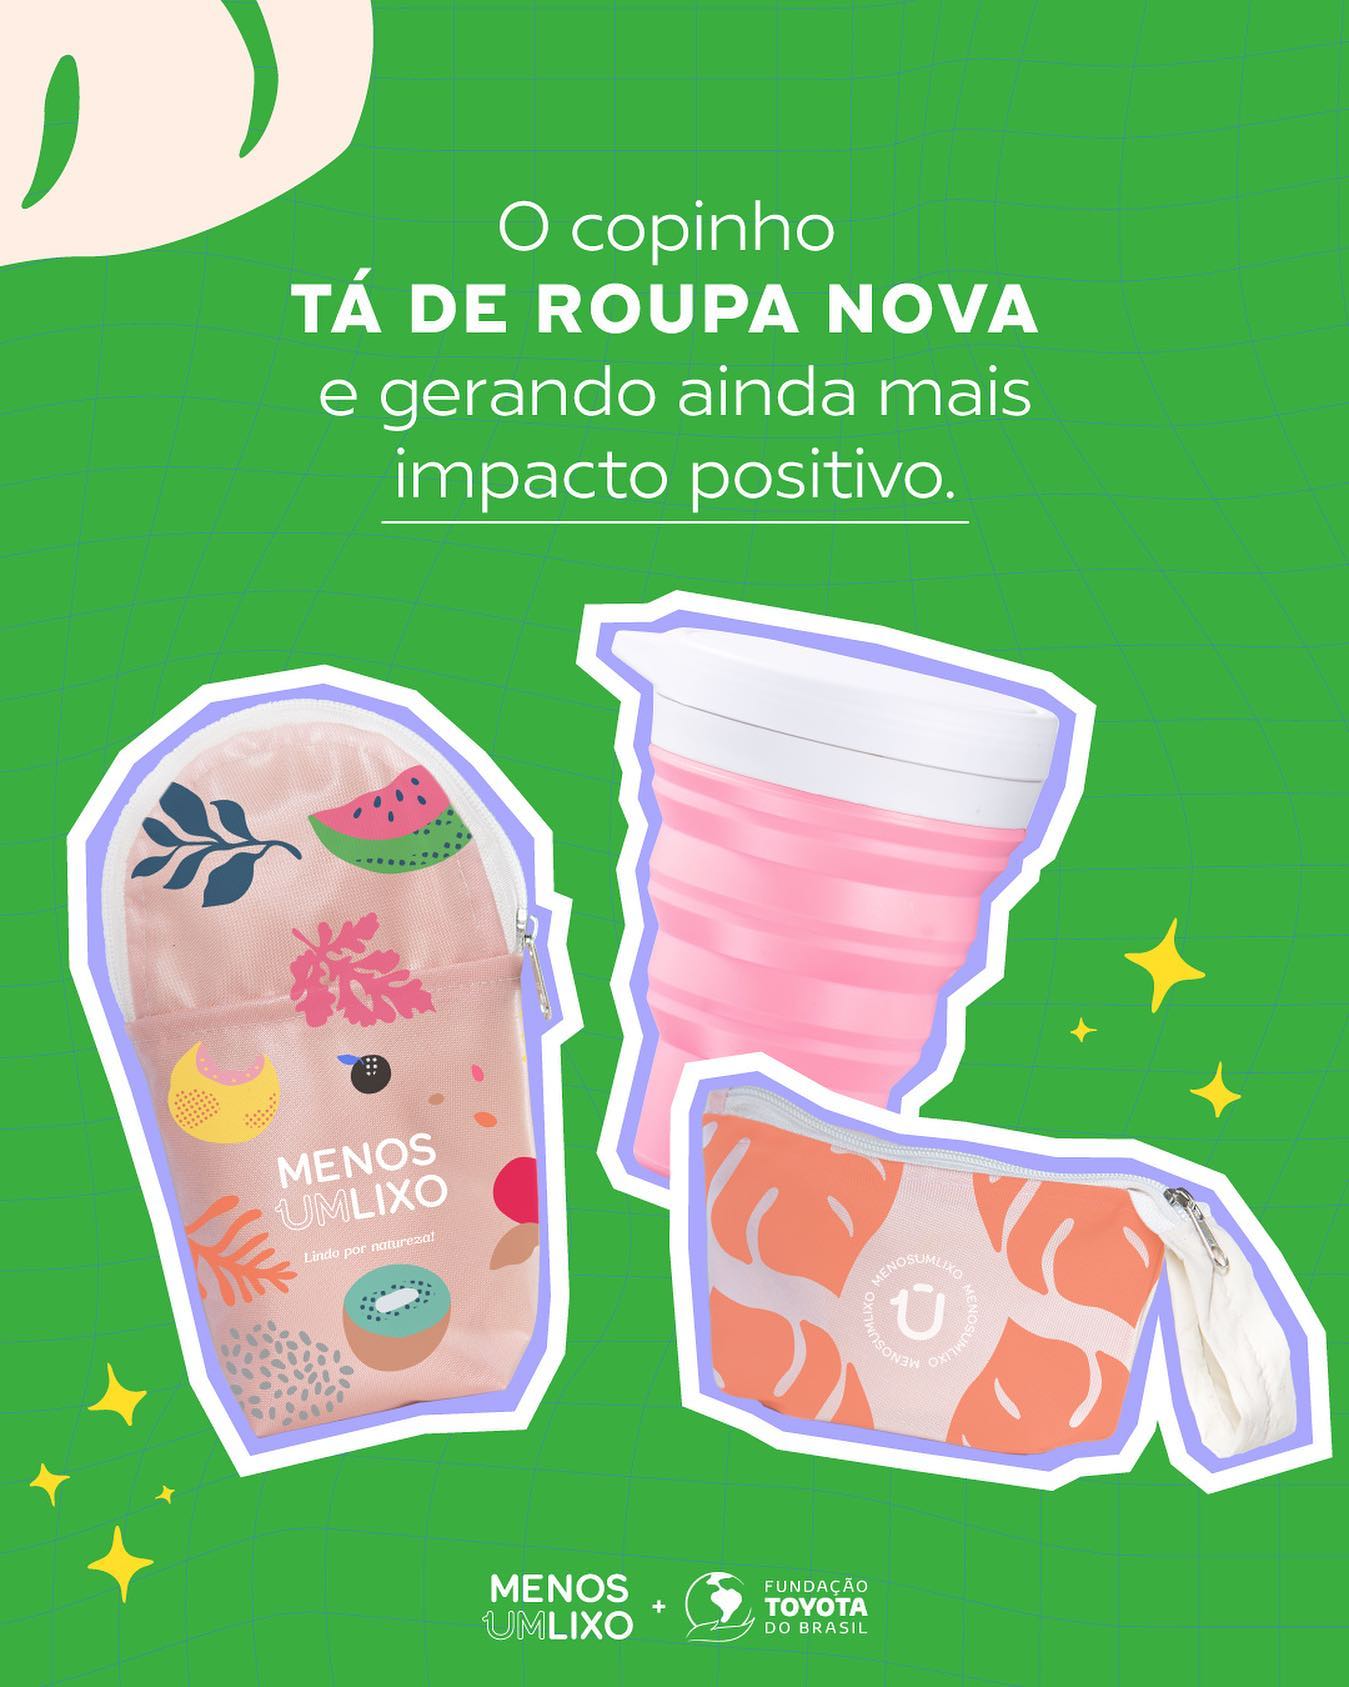 O copinho
TÁ DE ROUPA NOVA
e gerando ainda mais
impacto positivo.
MENOS
UMLIXO
Lindo por natureza!
MENOSUMLIXO MENOSUMLIXO MENOSUMLIXO
1Ū
MENOS
UMLIXO
+
FUNDAÇÃO
TOYOTA
DO BRASIL